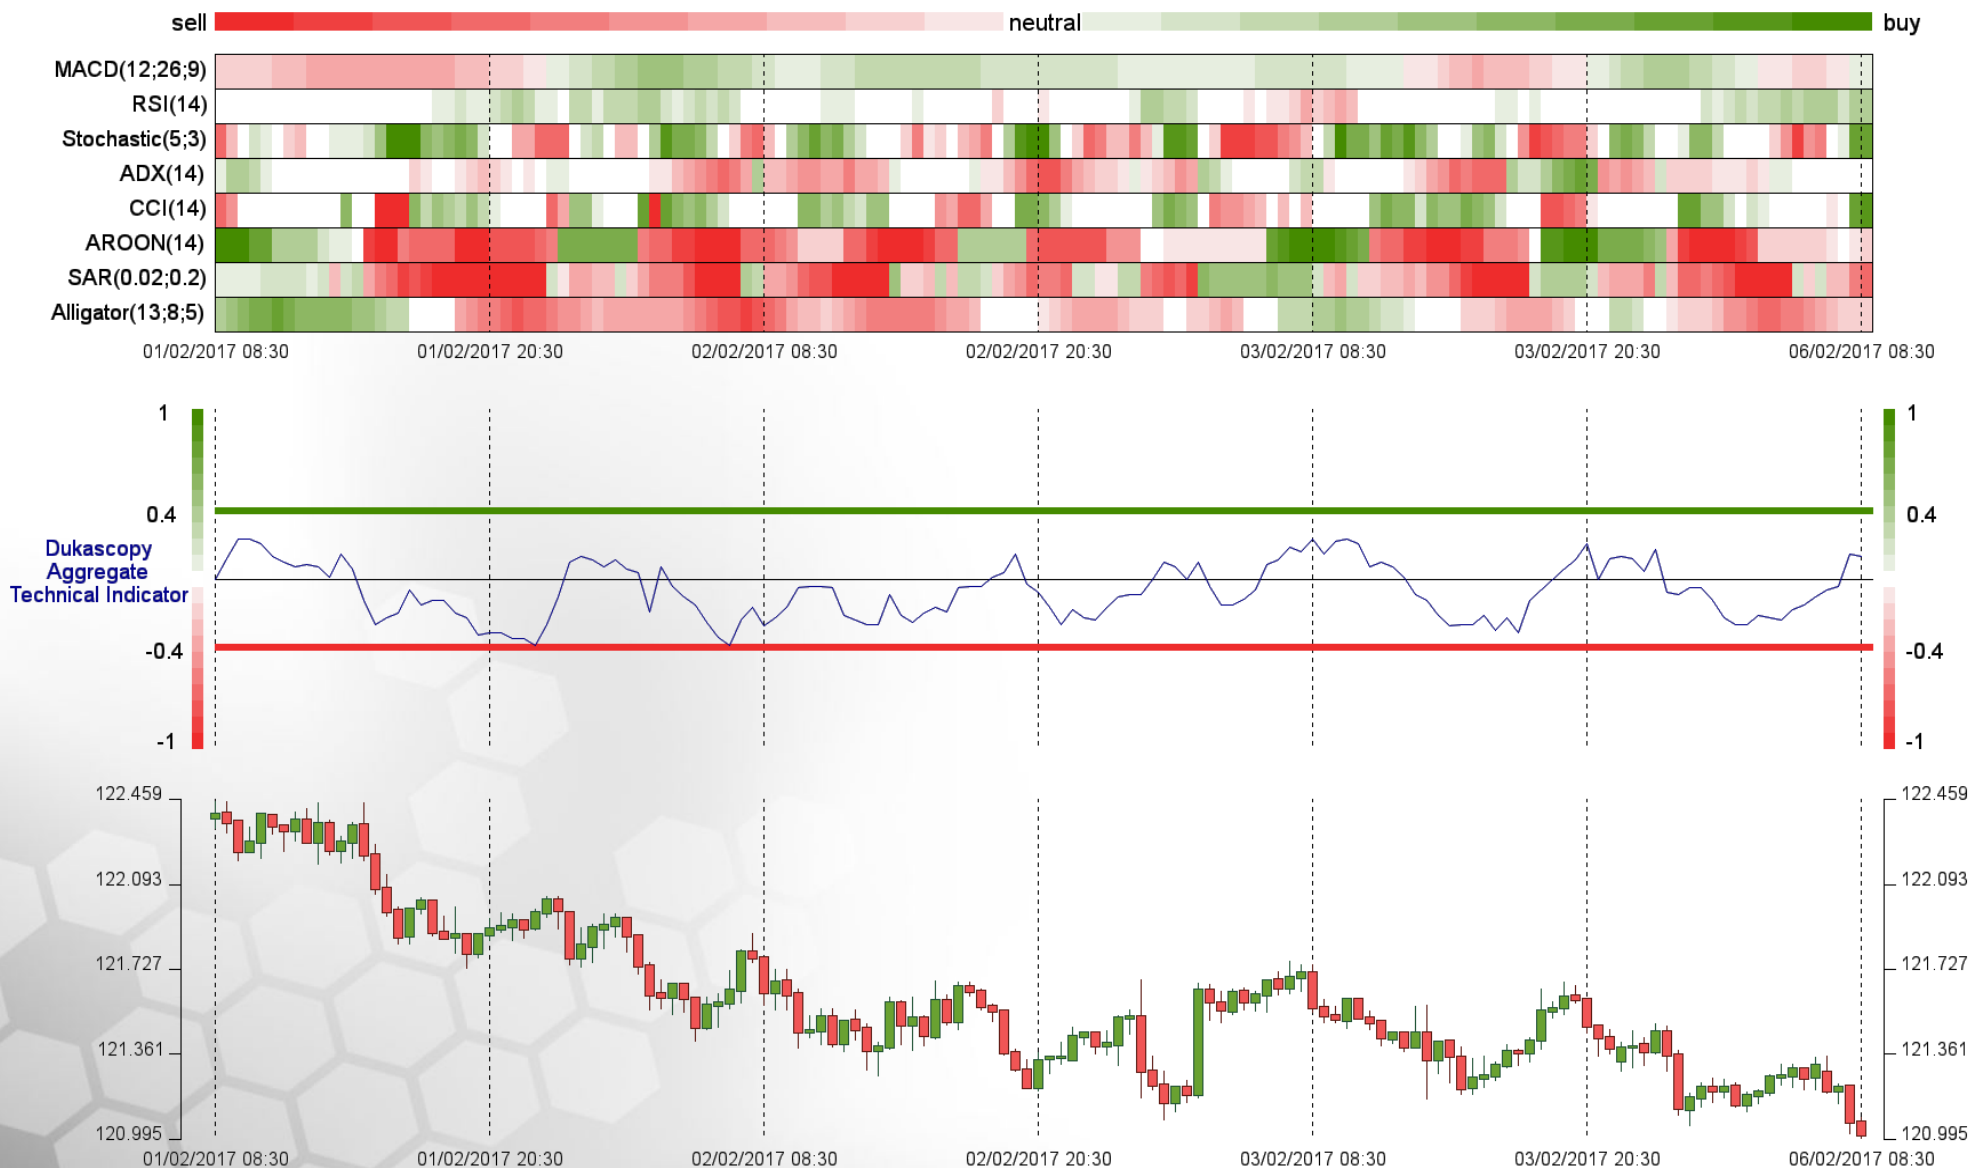 sell neutral buy
MACD(12;26;9)
RSI(14)
Stochastic(5;3)
ADX(14)
CCI(14)
AROON(14)
SAR(0.02;0.2)
Alligator(13;8;5)
01/02/2017 08:30 01/02/2017 20:30 02/02/2017 08:30 02/02/2017 20:30 03/02/2017 08:30 03/02/2017 20:30 06/02/2017 08:30
1 1
0.4 0.4
Dukascopy
Aggregate
Technical Indicator
-0.4 -0.4
-1 -1
122.459 122.459
122.093 122.093
121.727 121.727
121.361 121.361
120.995 120.995
01/02/2017 08:30 01/02/2017 20:30 02/02/2017 08:30 02/02/2017 20:30 03/02/2017 08:30 03/02/2017 20:30 06/02/2017 08:30